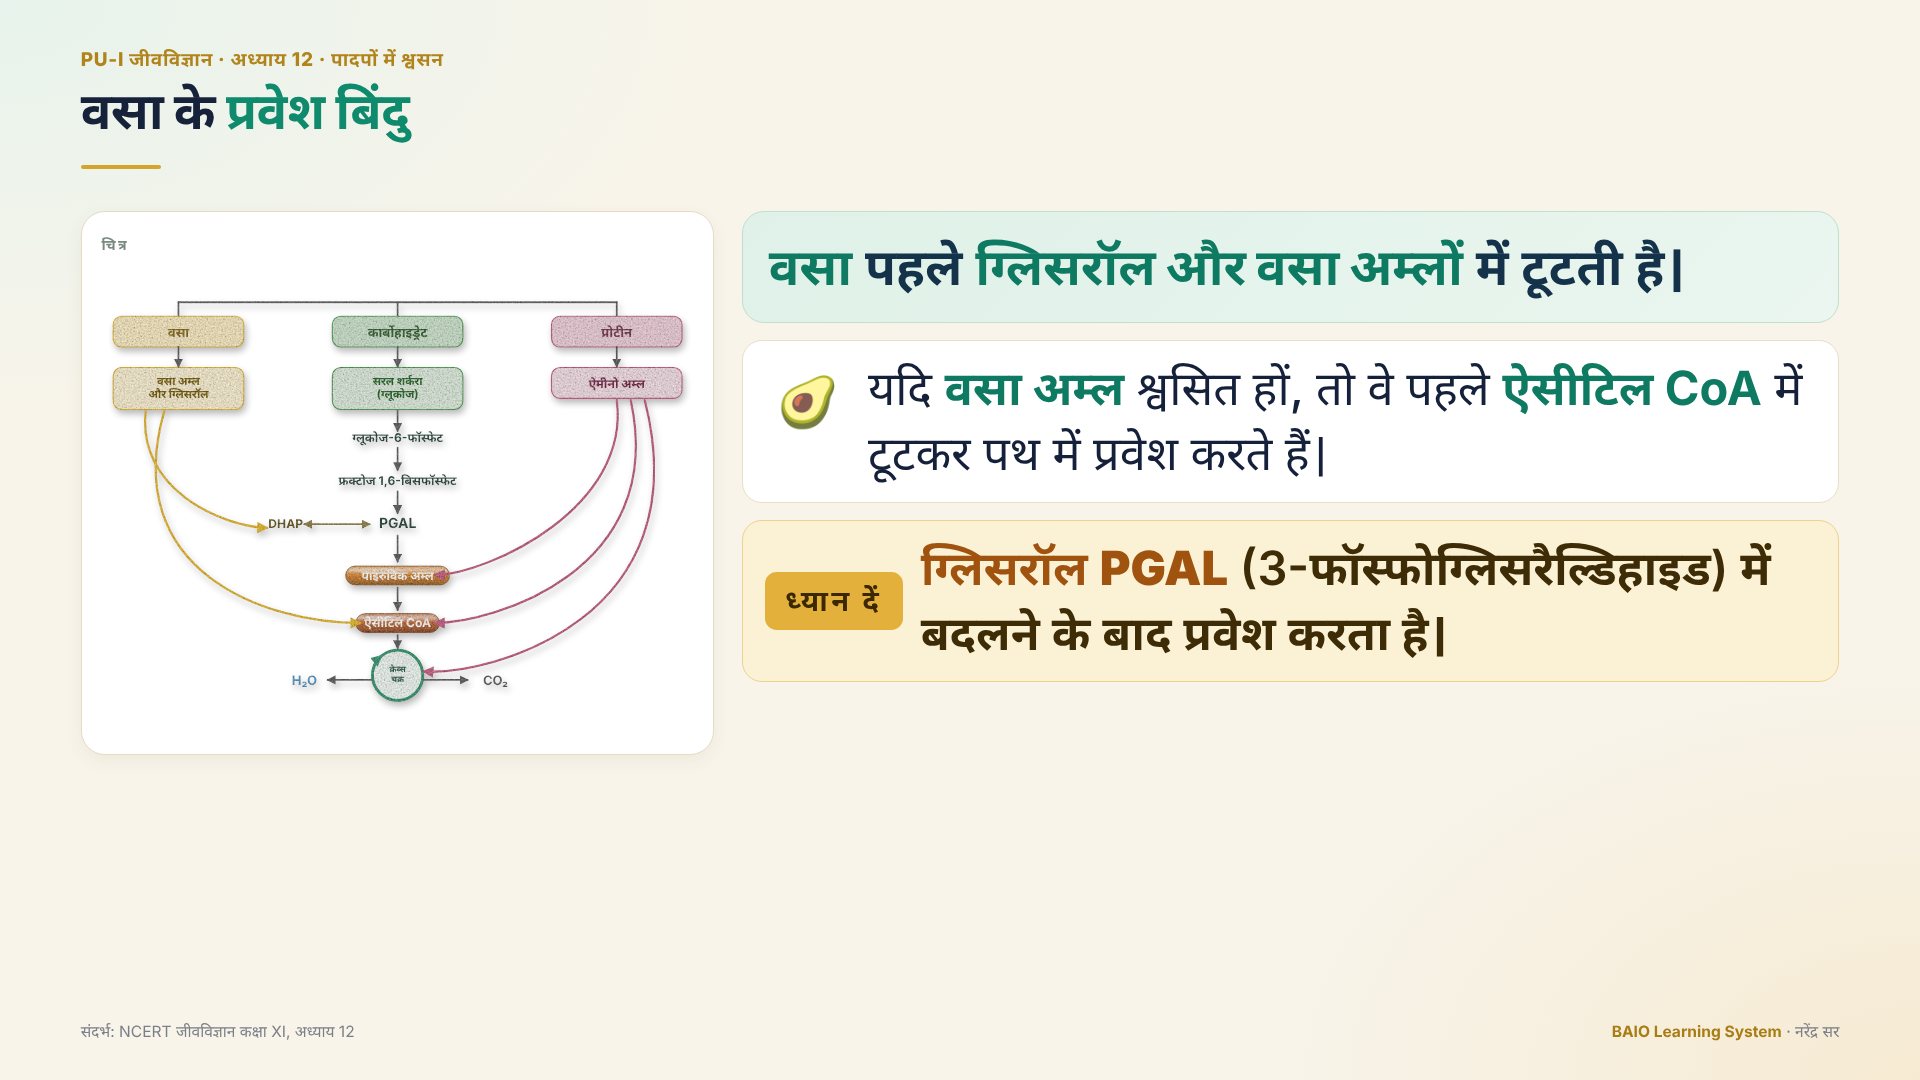 PU-I जीवविज्ञान · अध्याय 12 · पादपों में श्वसन
वसा के प्रवेश बिंदु
चित्र
वसा
कार्बोहाइड्रेट
प्रोटीन
वसा अम्ल
और ग्लिसरॉल
सरल शर्करा
(ग्लूकोज)
ऐमीनो अम्ल
ग्लूकोज-6-फॉस्फेट
फ्रक्टोज 1,6-बिसफॉस्फेट
DHAP
PGAL
पाइरुविक अम्ल
ऐसीटिल CoA
क्रेब्स
चक्र
H₂O
CO₂
वसा पहले ग्लिसरॉल और वसा अम्लों में टूटती है|
🥑
यदि वसा अम्ल श्वसित हों, तो वे पहले ऐसीटिल CoA में
टूटकर पथ में प्रवेश करते हैं|
ध्यान दें
ग्लिसरॉल PGAL (3-फॉस्फोग्लिसरैल्डिहाइड) में
बदलने के बाद प्रवेश करता है|
संदर्भ: NCERT जीवविज्ञान कक्षा XI, अध्याय 12
BAIO Learning System · नरेंद्र सर